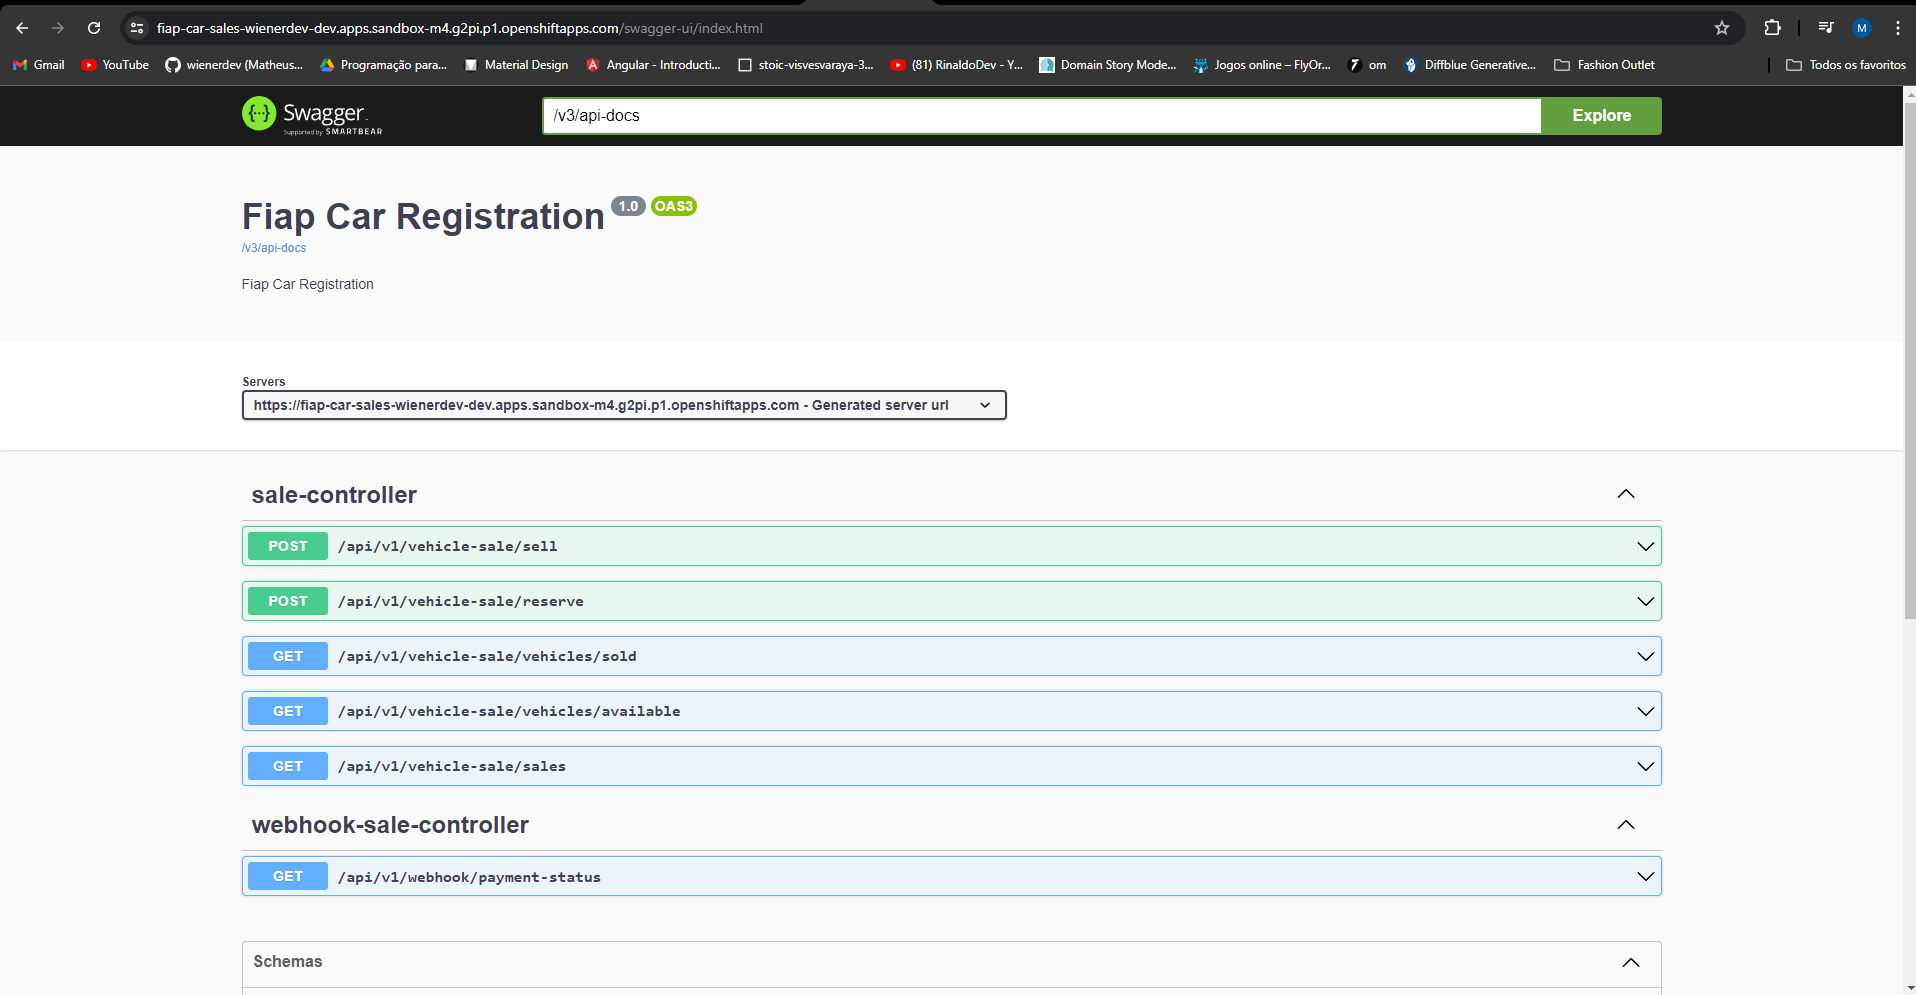 fiap-car-sales-wienerdev-dev.apps.sandbox-m4.g2pi.p1.openshiftapps.com/swagger-ui/index.html
M
Gmail YouTube wienerdev (Matheus... Programação para... Material Design Angular - Introducti... stoic-visvesvaraya-3... (81) RinaldoDev - Y... Domain Story Mode... Jogos online – FlyOr... om Diffblue Generative... Fashion Outlet Todos os favoritos
Swagger
Supported by SMARTBEAR
/v3/api-docs
Explore
Fiap Car Registration 1.0 OAS3
/v3/api-docs
Fiap Car Registration
Servers
https://fiap-car-sales-wienerdev-dev.apps.sandbox-m4.g2pi.p1.openshiftapps.com - Generated server url
sale-controller
POST /api/v1/vehicle-sale/sell
POST /api/v1/vehicle-sale/reserve
GET /api/v1/vehicle-sale/vehicles/sold
GET /api/v1/vehicle-sale/vehicles/available
GET /api/v1/vehicle-sale/sales
webhook-sale-controller
GET /api/v1/webhook/payment-status
Schemas